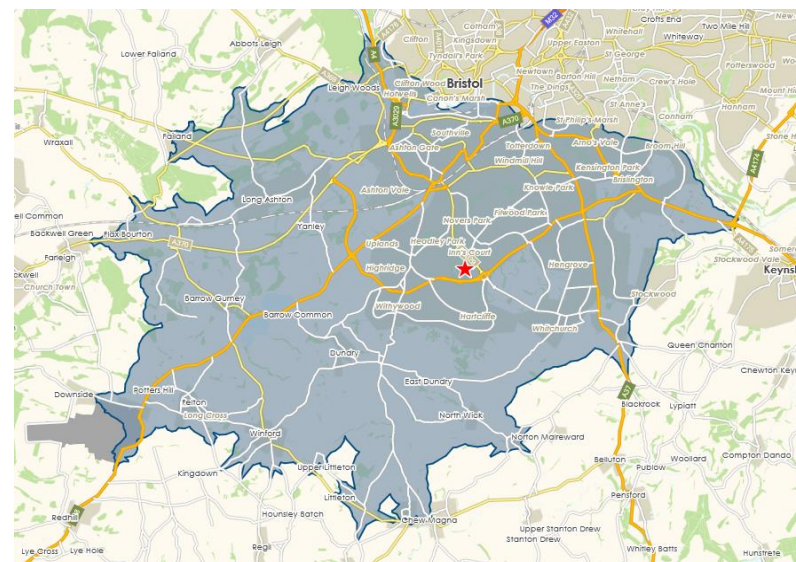 Crofts End
Two Mile Hill
Whitehall
Whiteway
Cotham
Kingsdown
Clifton
Tyndall's Park
Upper Easton
St George
Potterswood
Lower Failand
Abbots Leigh
A4176
A4
M32
Newtown
Barton Hill
Netham
Crew's Hole
Whitehall
Leigh Woods
Clifton Wood
Bristol
The Dings
Hotwells
Canon's Marsh
St Anne's
Hanham
Conham
A3029
A370
St Philip's Marsh
Failand
Wraxall
Southville
Ashton Gate
Totterdown
Arno's Vale
Broom Hill
Windmill Hill
Kensington Park
Brislington
A4174
Ashton Vale
Knowle Park
Long Ashton
Novers Park
Filwood Park
Yanley
Flax Bourton
Backwell Green
A370
Uplands
Headley Park
Inn's Court
Farleigh
Highridge
Hengrove
Stockwood Vale
Church Town
Stockwood
Barrow Gurney
Withywood
Hartcliffe
Barrow Common
Whitchurch
Dundry
Queen Charlton
East Dundry
Potters Hill
Downside
Felton
A37
Blackrock
Lypiatt
Long Cross
North Wick
Winford
Norton Malreward
Compton Dando
Kingdown
Upper Littleton
Belluton
Publow
Woollard
Littleton
Pensford
Redhill
Hounsley Batch
Chew Magna
Upper Stanton Drew
Stanton Drew
Lye Cross
Lye Hole
Regil
Whitley Batts
Hunstrete